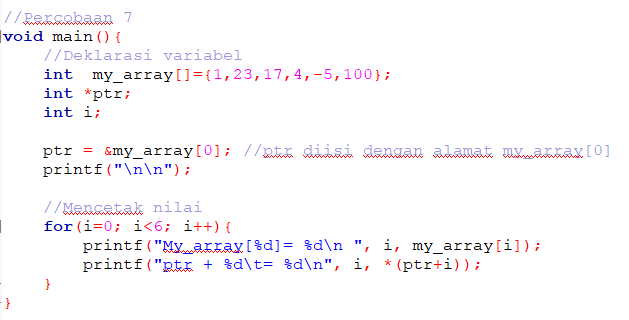 //Percobaan 7
void main(){
//Deklarasi variabel
int  my_array[]={1,23,17,4,-5,100};
int *ptr;
int i;
ptr = &my_array[0]; //ptr diisi dengan alamat my_array[0]
printf("\n\n");
//Mencetak nilai
for(i=0; i<6; i++){
printf("My_array[%d]= %d\n ", i, my_array[i]);
printf("ptr + %d\t= %d\n", i, *(ptr+i));
}
}